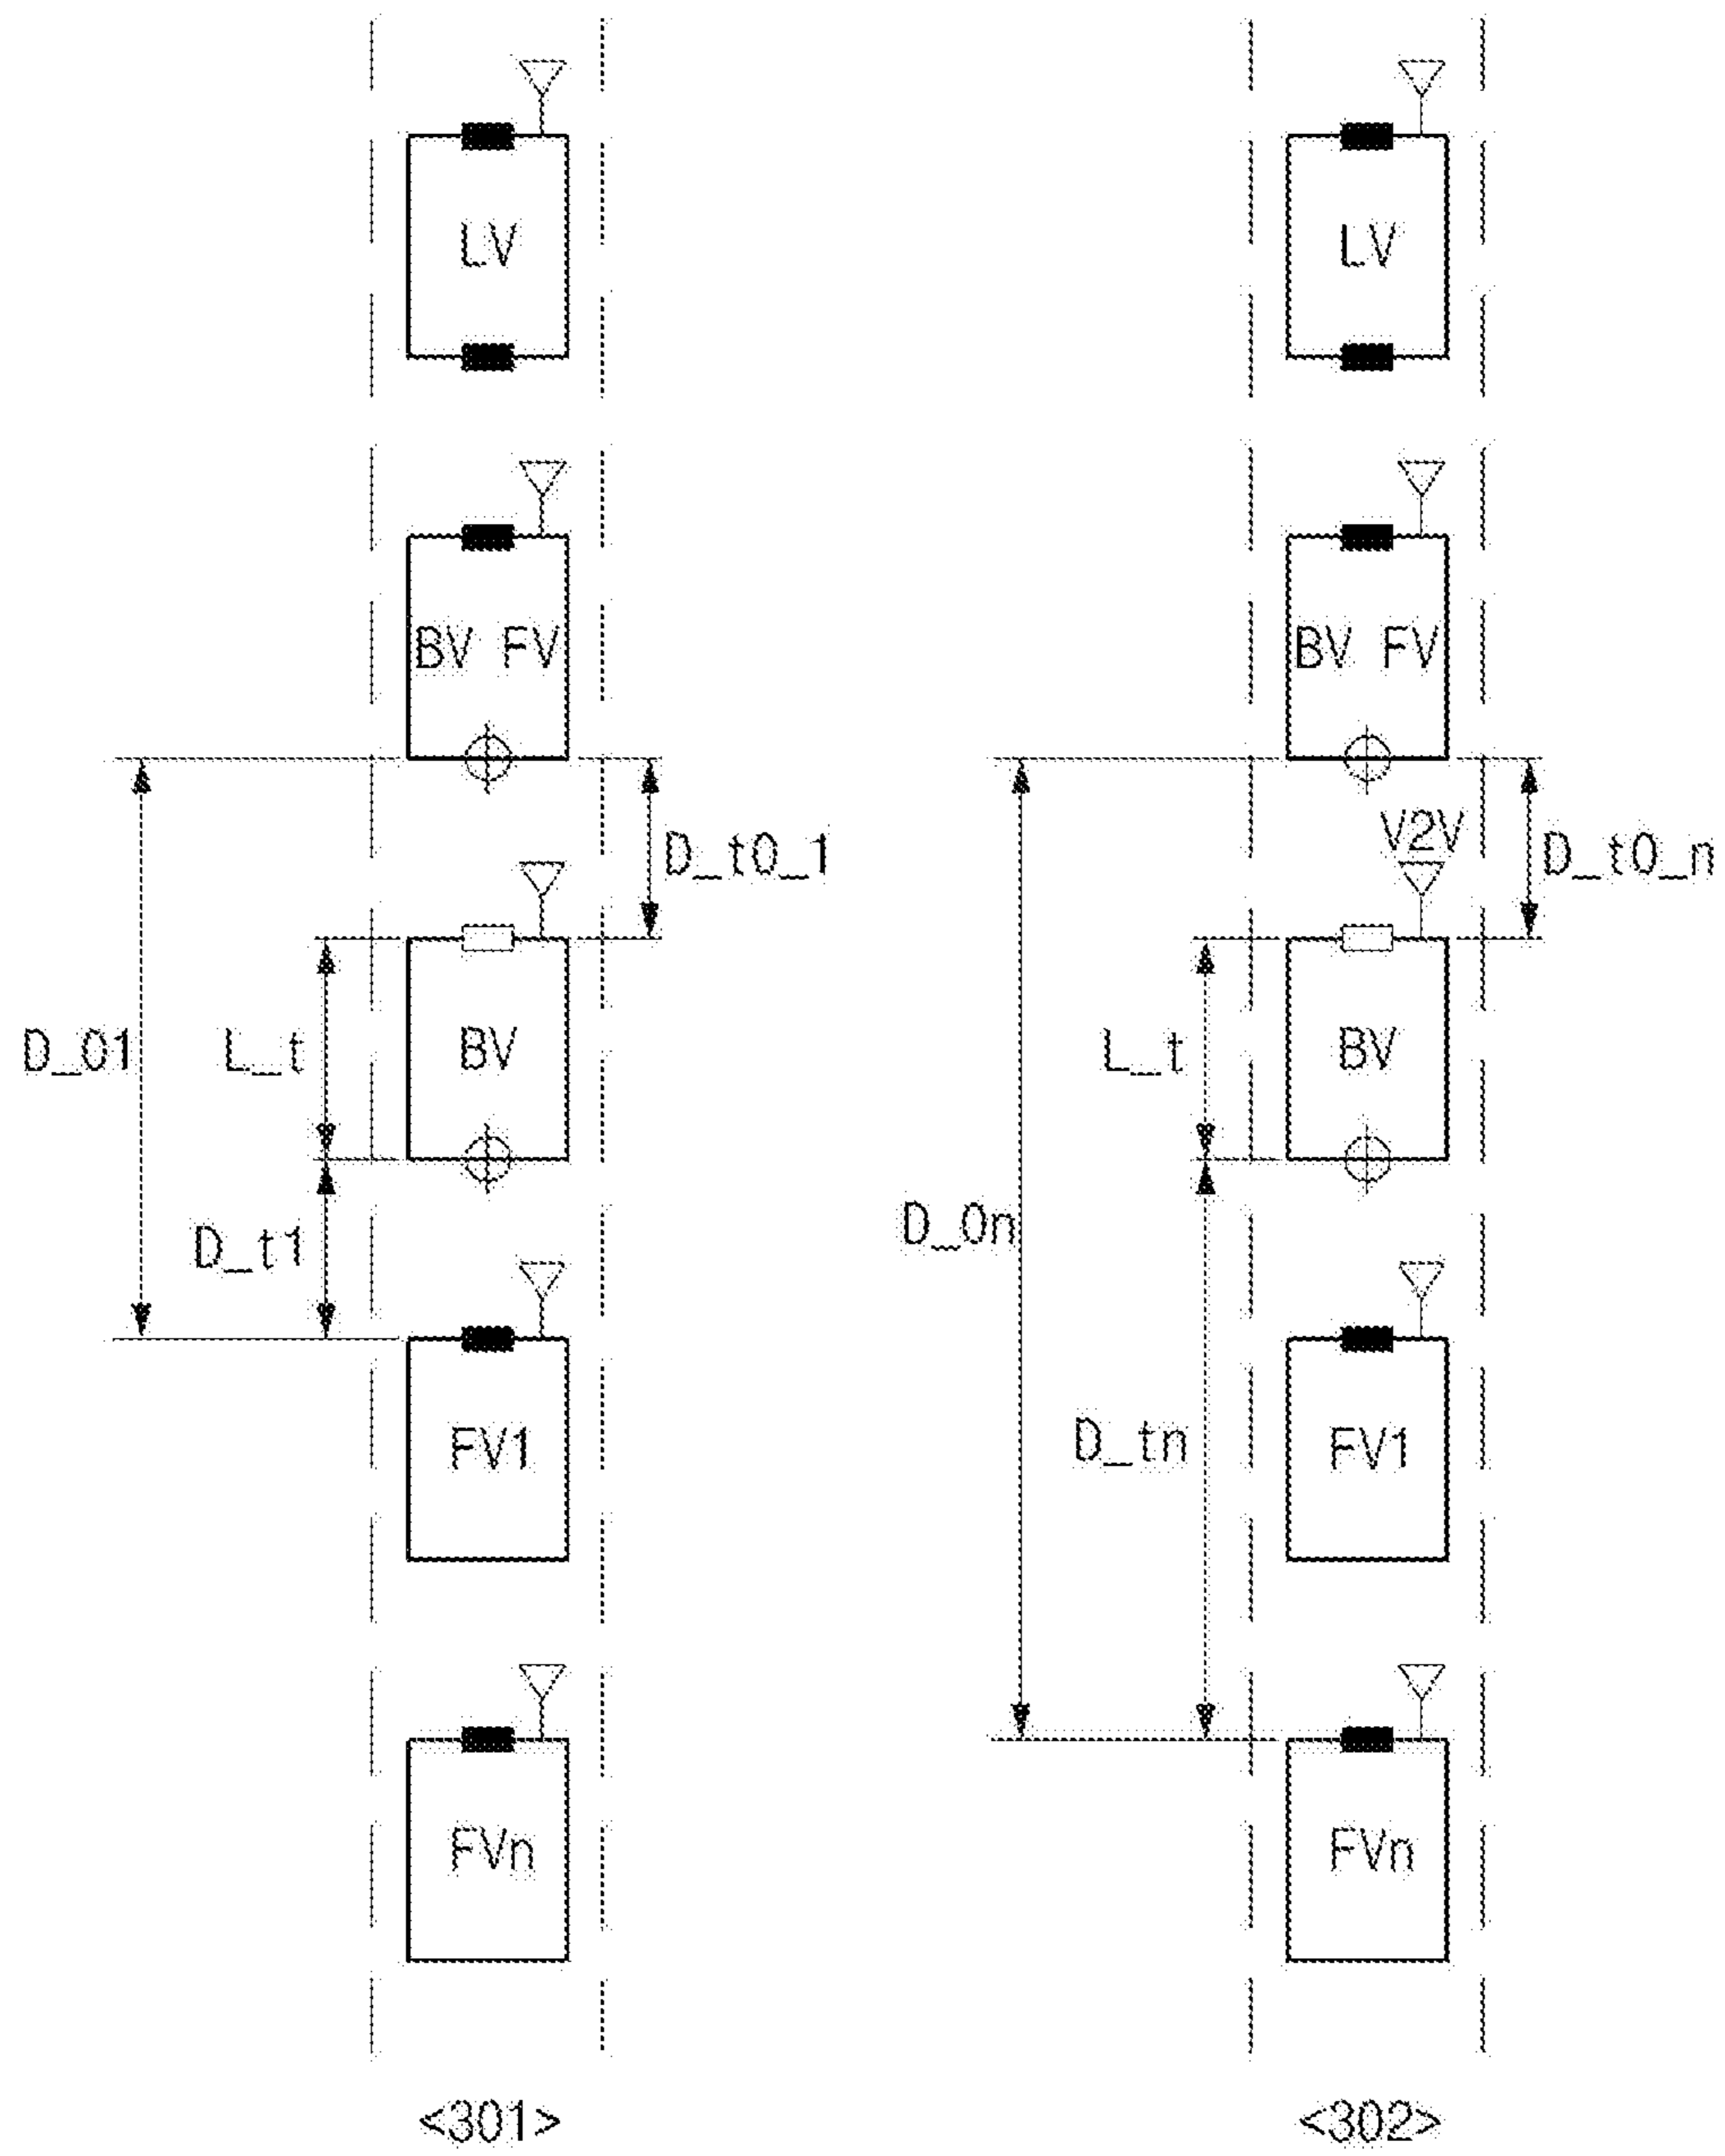 LV
LV
BV FV
BV FV
D_t0_1
V2V
D_t0_n
D_01
L_t
BV
L_t
BV
D_t1
D_0n
FV1
D_tn
FV1
FVn
FVn
<301>
<302>